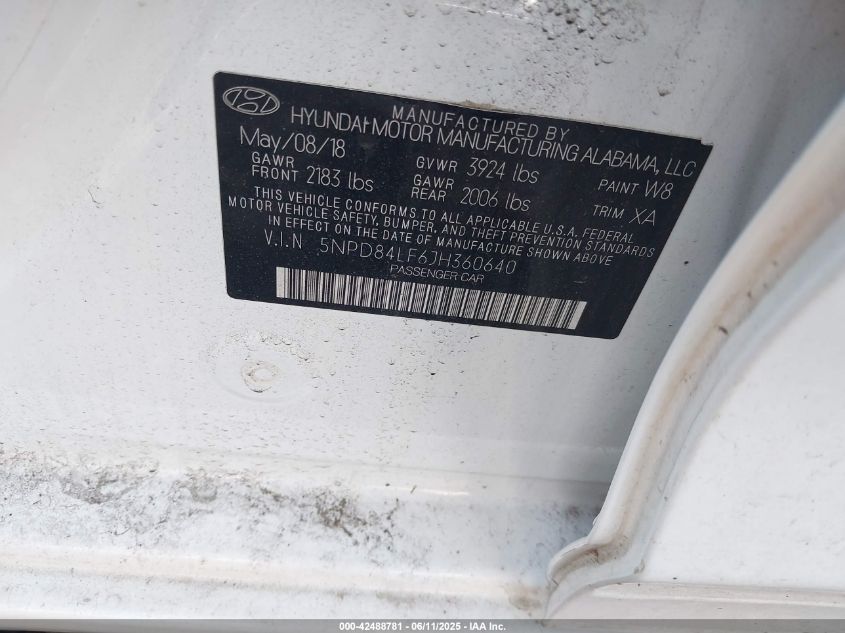 MANUFACTURED BY
HYUNDAI MOTOR MANUFACTURING ALABAMA, LLC
May/08/18 GVWR 3924 lbs PAINT W8
GAWR FRONT 2183 lbs GAWR REAR 2006 lbs TRIM XA
THIS VEHICLE CONFORMS TO ALL APPLICABLE U.S.A. FEDERAL
MOTOR VEHICLE SAFETY, BUMPER, AND THEFT PREVENTION STANDARDS
IN EFFECT ON THE DATE OF MANUFACTURE SHOWN ABOVE
V.I.N 5NPD84LF6JH360640
PASSENGER CAR
000-42488781 - 06/11/2025 - IAA Inc.